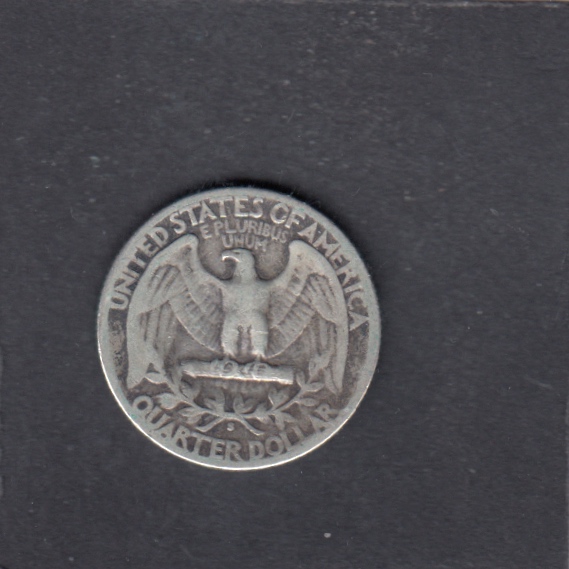 UNITED STATES OF AMERICA
E PLURIBUS
UNUM
S
QUARTER DOLLAR